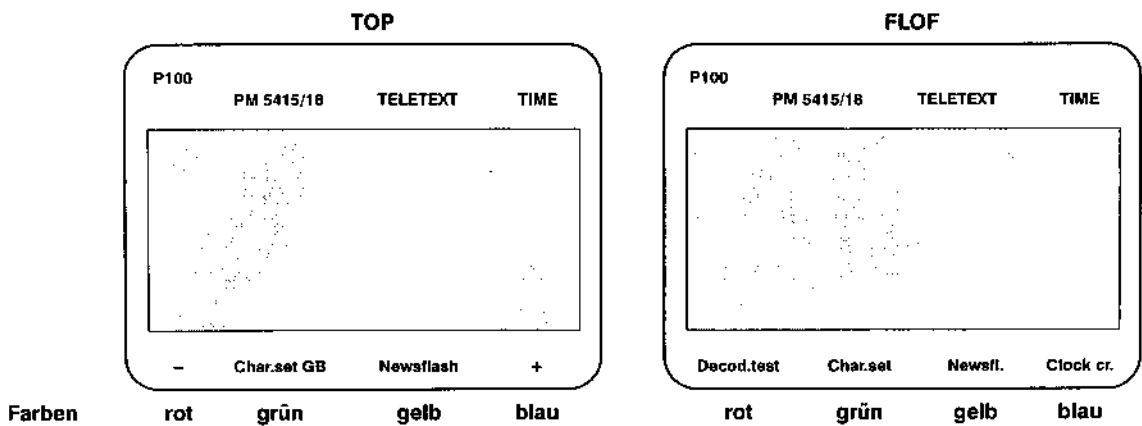 TOP
P100
PM 5415/18 TELETEXT TIME
– Char.set GB Newsflash +
FLOF
P100
PM 5415/18 TELETEXT TIME
Decod.test Char.set Newsfl. Clock cr.
Farben rot grün gelb blau rot grün gelb blau